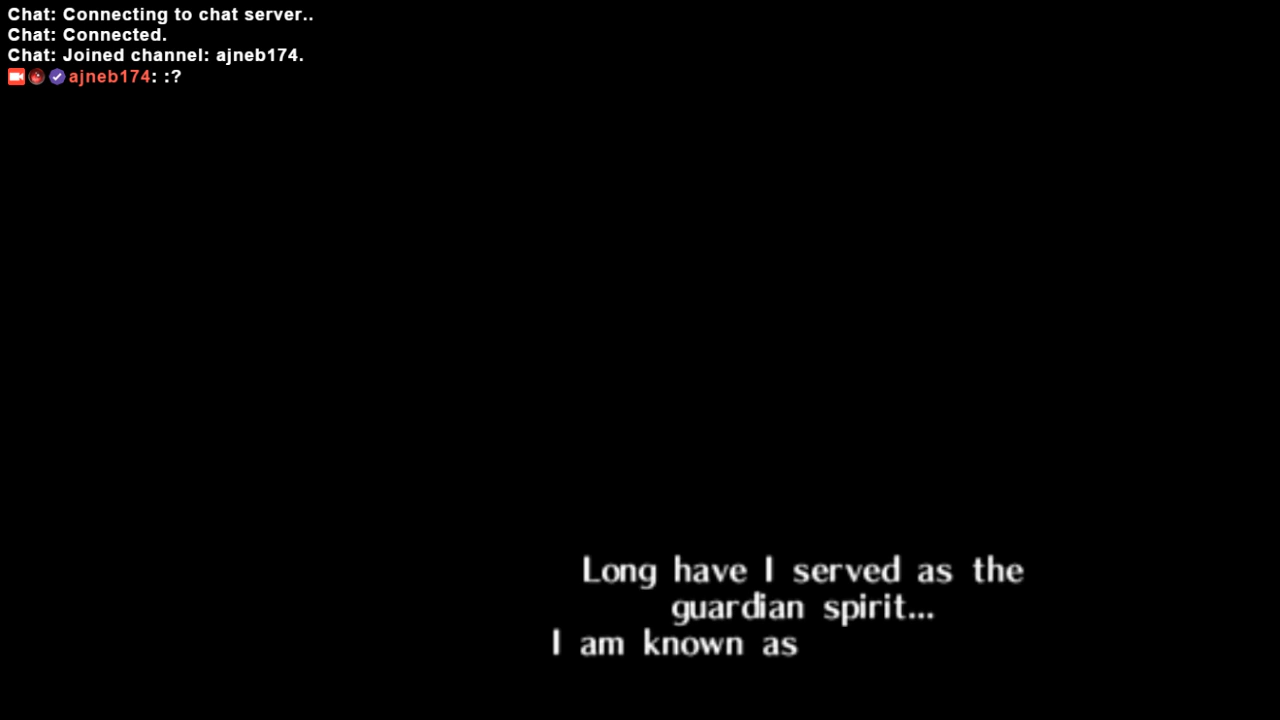 Chat: Connecting to chat server..
Chat: Connected.
Chat: Joined channel: ajneb174.
ajneb174: :?
Long have I served as the
guardian spirit...
I am known as